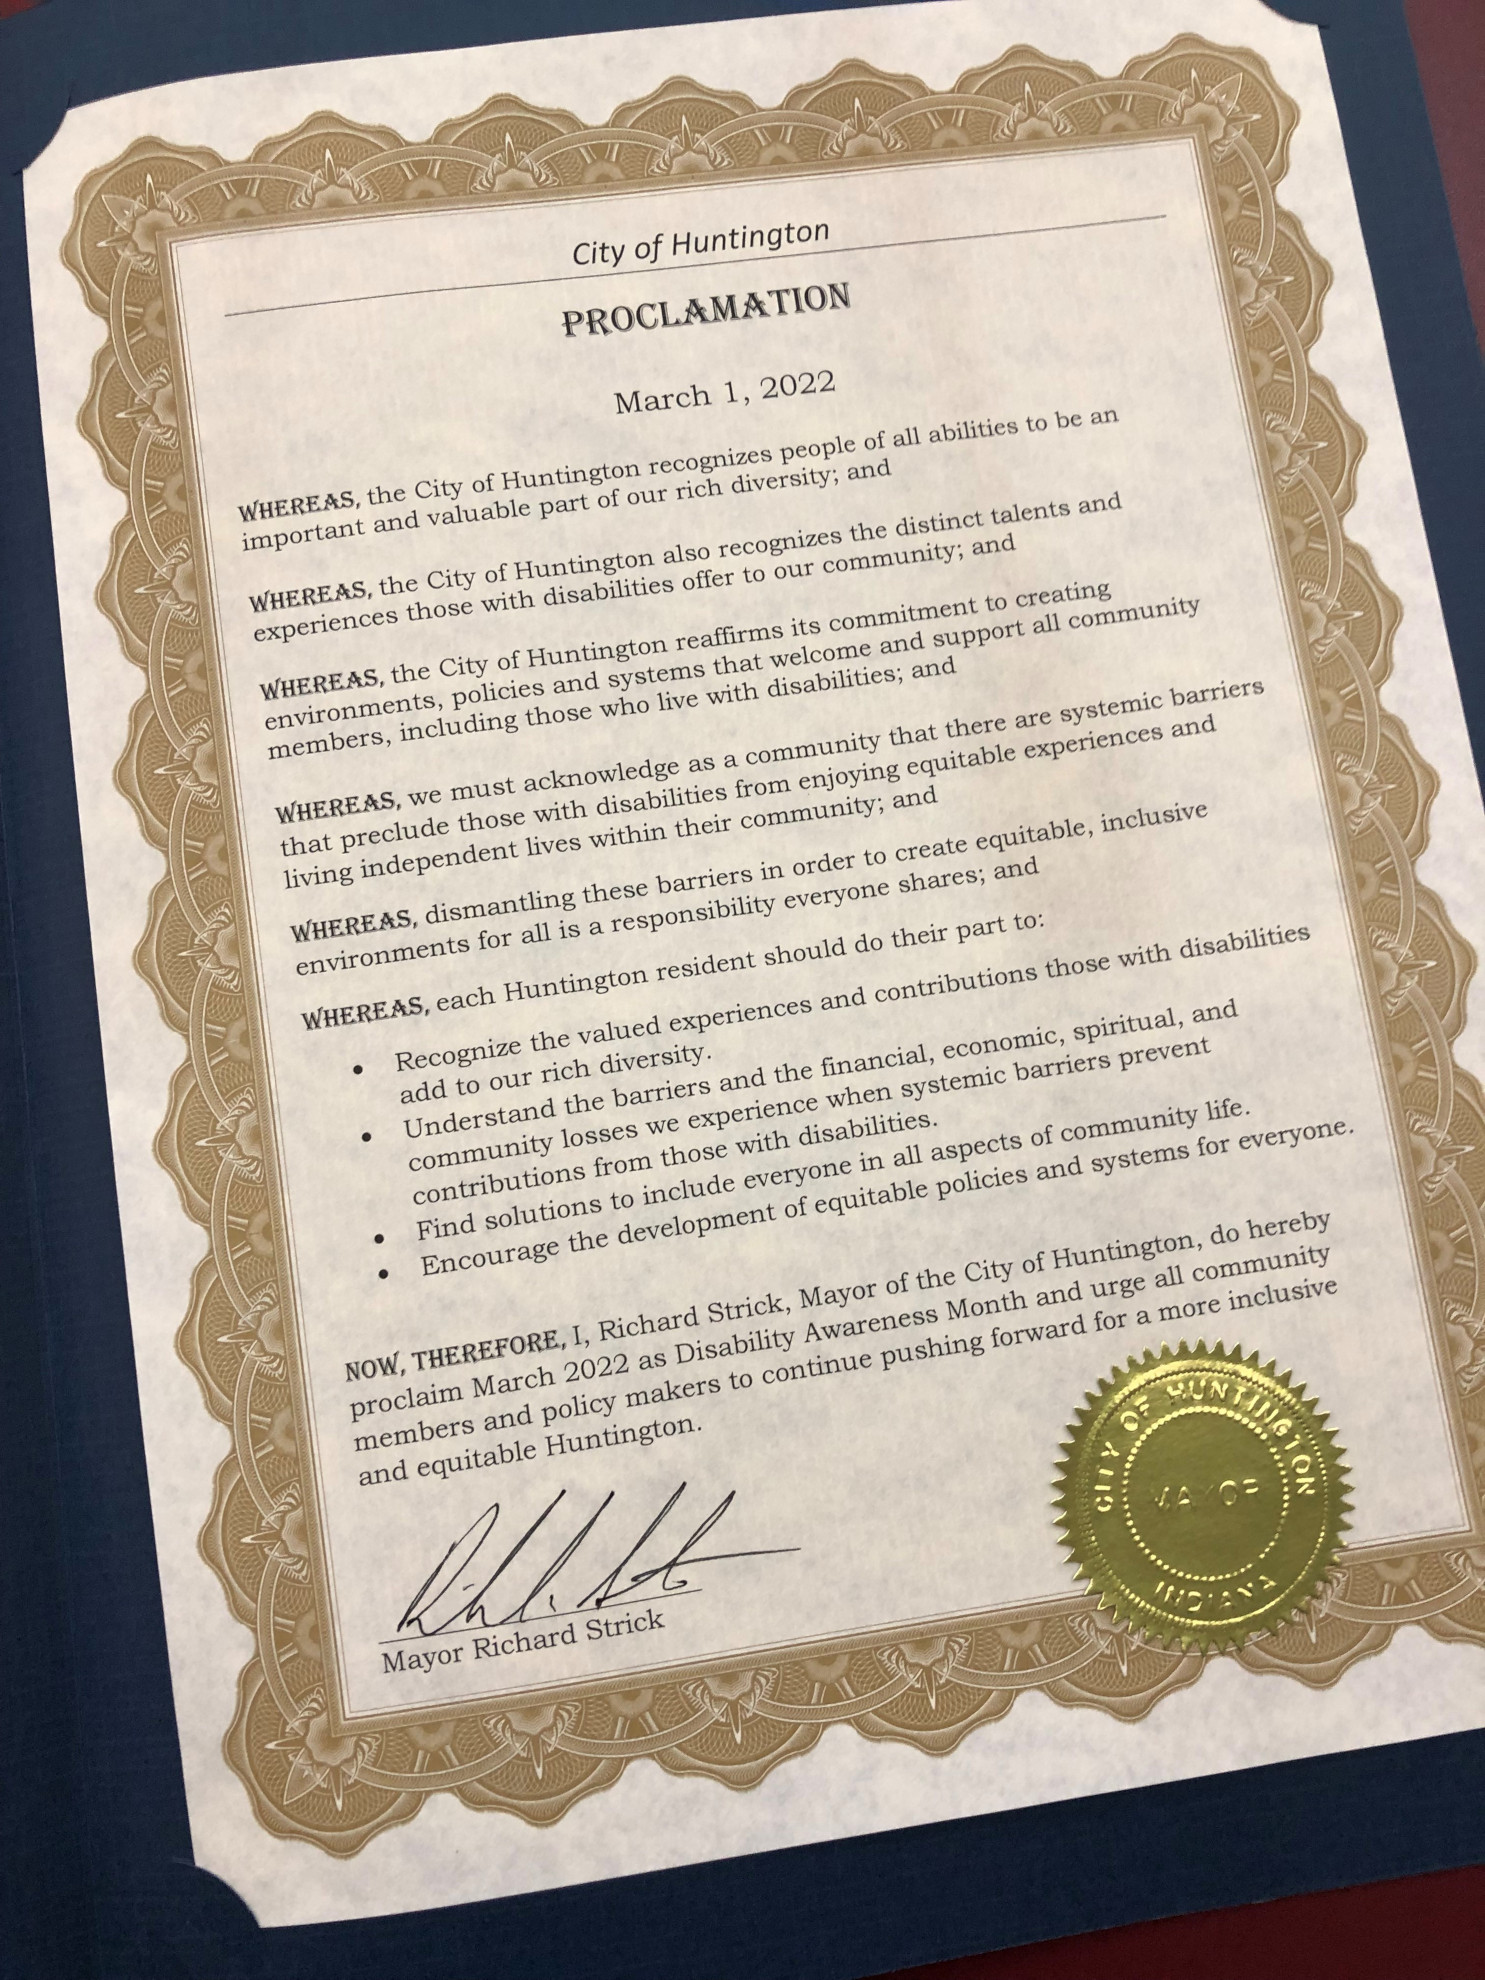 City of Huntington
PROCLAMATION
March 1, 2022
WHEREAS, the City of Huntington recognizes people of all abilities to be an
important and valuable part of our rich diversity; and
WHEREAS, the City of Huntington also recognizes the distinct talents and
experiences those with disabilities offer to our community; and
WHEREAS, the City of Huntington reaffirms its commitment to creating
environments, policies and systems that welcome and support all community
members, including those who live with disabilities; and
WHEREAS, we must acknowledge as a community that there are systemic barriers
that preclude those with disabilities from enjoying equitable experiences and
living independent lives within their community; and
WHEREAS, dismantling these barriers in order to create equitable, inclusive
environments for all is a responsibility everyone shares; and
WHEREAS, each Huntington resident should do their part to:
• Recognize the valued experiences and contributions those with disabilities
add to our rich diversity.
• Understand the barriers and the financial, economic, spiritual, and
community losses we experience when systemic barriers prevent
contributions from those with disabilities.
• Find solutions to include everyone in all aspects of community life.
• Encourage the development of equitable policies and systems for everyone.
NOW, THEREFORE, I, Richard Strick, Mayor of the City of Huntington, do hereby
proclaim March 2022 as Disability Awareness Month and urge all community
members and policy makers to continue pushing forward for a more inclusive
and equitable Huntington.
Mayor Richard Strick
CITY OF HUNTINGTON
MAYOR
INDIANA